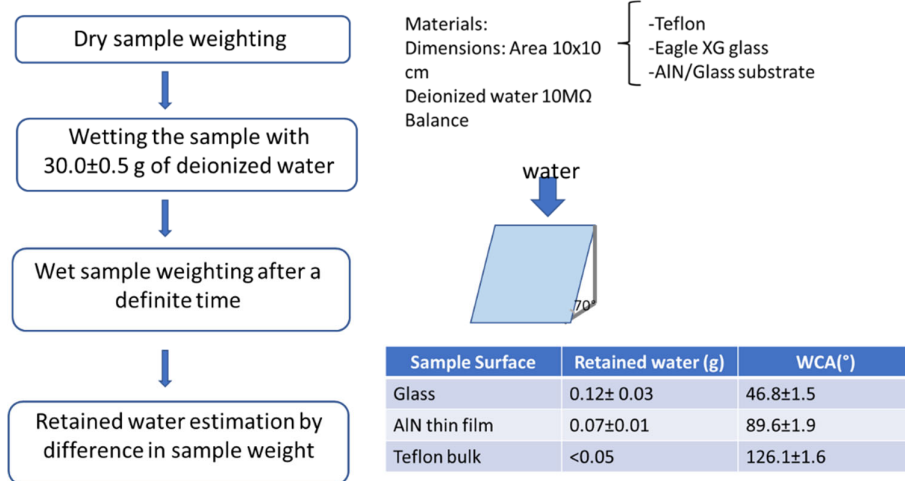 Dry sample weighting
Wetting the sample with
30.0±0.5 g of deionized water
Wet sample weighting after a
definite time
Retained water estimation by
difference in sample weight
Materials:
Dimensions: Area 10x10
cm
Deionized water 10MΩ
Balance
-Teflon
-Eagle XG glass
-AlN/Glass substrate
water
70°
Sample Surface Retained water (g) WCA(°)
Glass 0.12± 0.03 46.8±1.5
AlN thin film 0.07±0.01 89.6±1.9
Teflon bulk <0.05 126.1±1.6